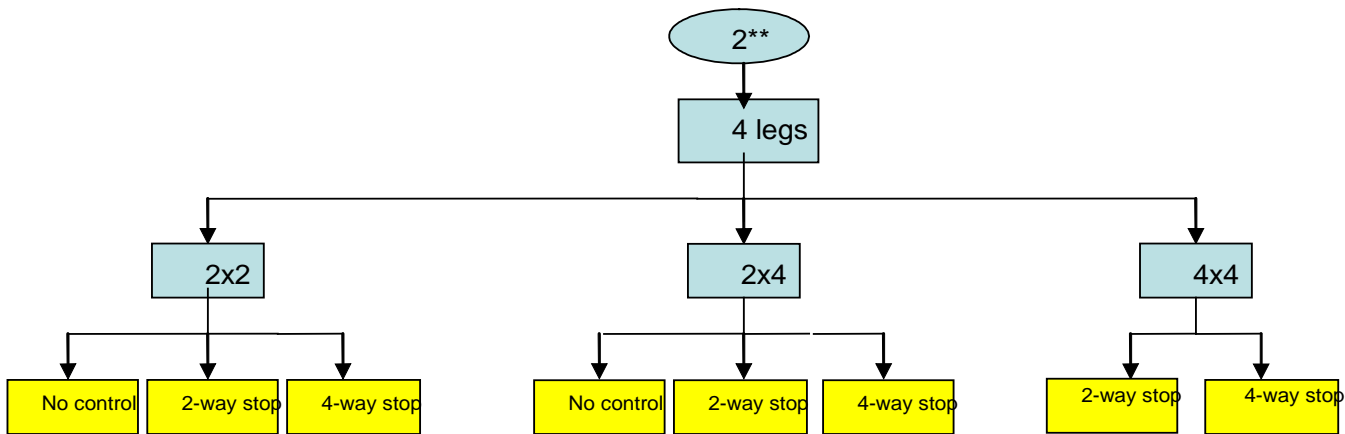 2**
4 legs
2x2
2x4
4x4
No control
2-way stop
4-way stop
No control
2-way stop
4-way stop
2-way stop
4-way stop